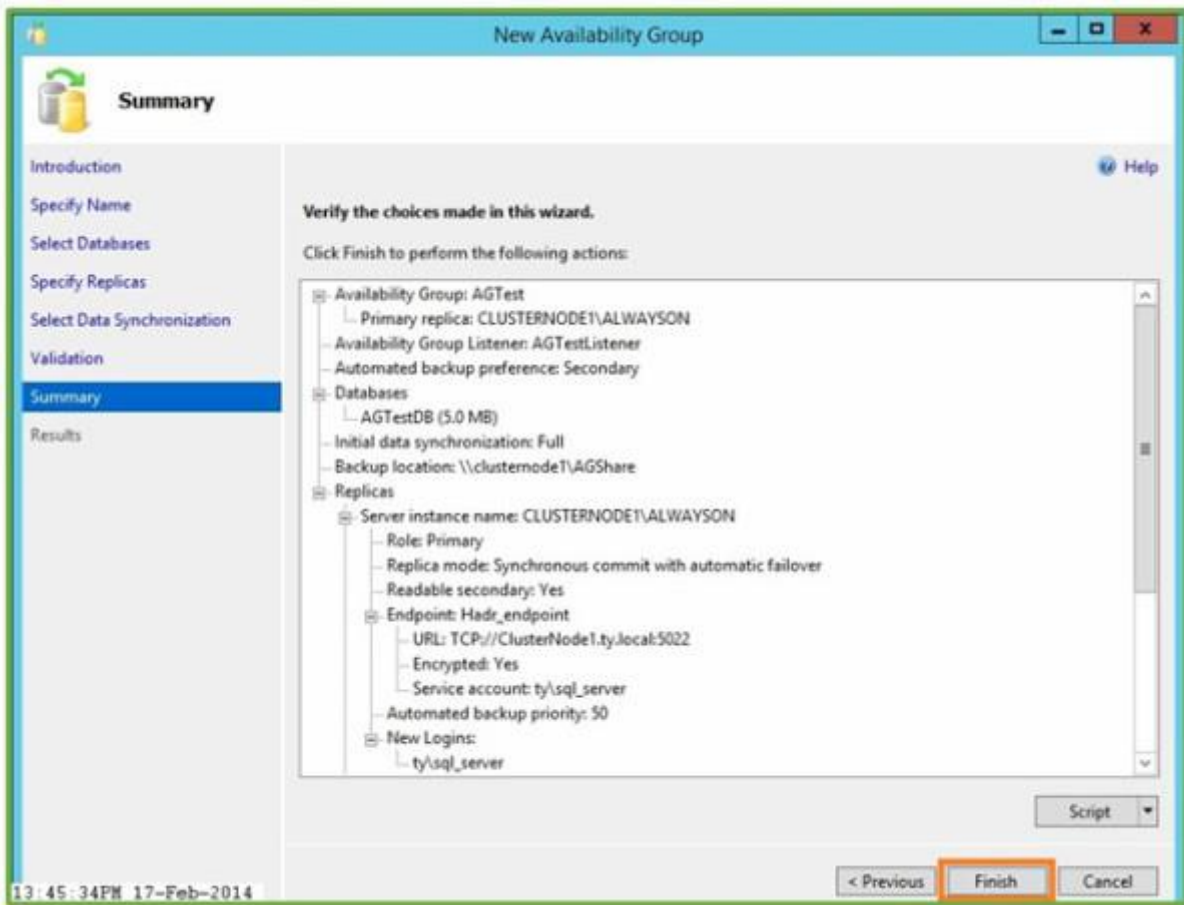 New Availability Group
Summary
Introduction
Specify Name
Select Databases
Specify Replicas
Select Data Synchronization
Validation
Summary
Results
Help
Verify the choices made in this wizard.
Click Finish to perform the following actions:
Availability Group: AGTest
Primary replica: CLUSTERNODE1\ALWAYSON
Availability Group Listener: AGTestListener
Automated backup preference: Secondary
Databases
AGTestDB (5.0 MB)
Initial data synchronization: Full
Backup location: \\clusternode1\AGShare
Replicas
Server instance name: CLUSTERNODE1\ALWAYSON
Role: Primary
Replica mode: Synchronous commit with automatic failover
Readable secondary: Yes
Endpoint: Hadr_endpoint
URL: TCP://ClusterNode1.ty.local:5022
Encrypted: Yes
Service account: ty\sql_server
Automated backup priority: 50
New Logins:
ty\sql_server
Script
< Previous
Finish
Cancel
13:45:34PM 17-Feb-2014